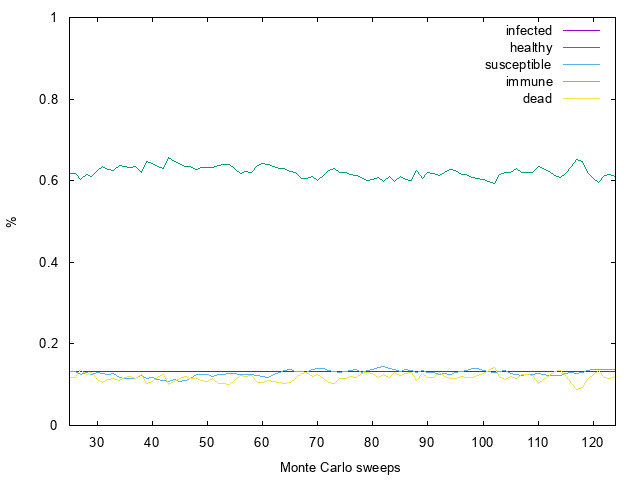 1
0.8
0.6
0.4
0.2
0
%
infected
healthy
susceptible
immune
dead
30 40 50 60 70 80 90 100 110 120
Monte Carlo sweeps